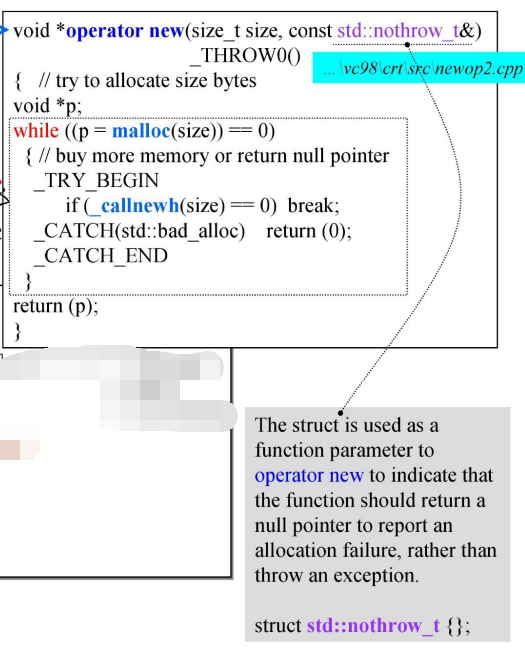 void *operator new(size_t size, const std::nothrow_t&)
_THROW0()
...\vc98\crt\src\newop2.cpp
{ // try to allocate size bytes
void *p;
while ((p = malloc(size)) == 0)
{ // buy more memory or return null pointer
_TRY_BEGIN
if (_callnewh(size) == 0) break;
_CATCH(std::bad_alloc) return (0);
_CATCH_END
}
return (p);
}
The struct is used as a
function parameter to
operator new to indicate that
the function should return a
null pointer to report an
allocation failure, rather than
throw an exception.
struct std::nothrow_t {};